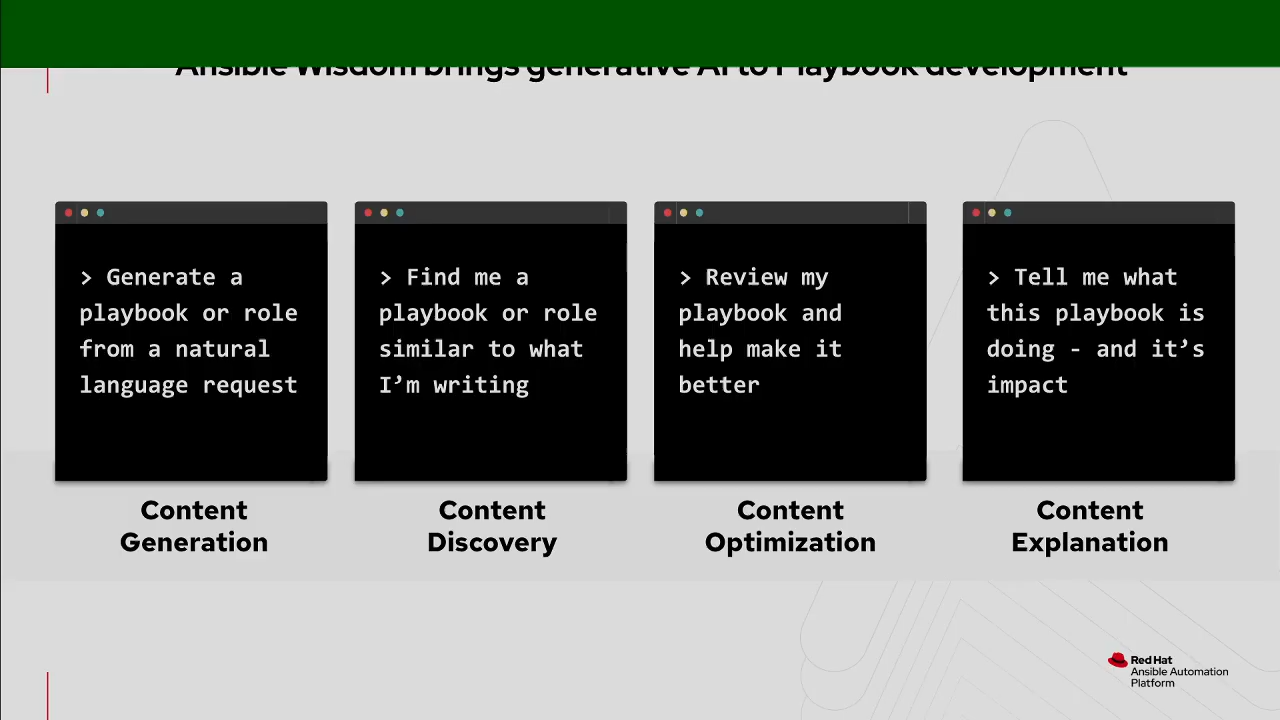 Ansible Wisdom brings generative AI to Playbook development
> Generate a
playbook or role
from a natural
language request
> Find me a
playbook or role
similar to what
I’m writing
> Review my
playbook and
help make it
better
> Tell me what
this playbook is
doing - and it’s
impact
Content
Generation
Content
Discovery
Content
Optimization
Content
Explanation
Red Hat
Ansible Automation
Platform